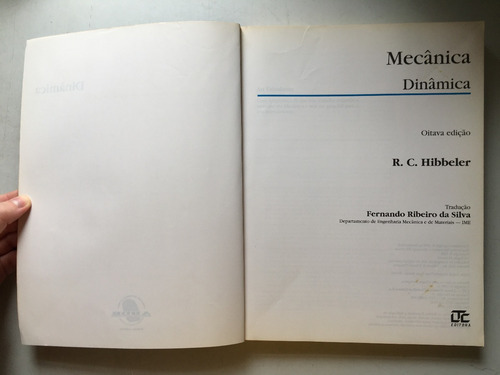 Mecânica
Dinâmica
Oitava edição
R. C. Hibbeler
Tradução
Fernando Ribeiro da Silva
Departamento de Engenharia Mecânica e de Materiais — IME
LTC
EDITORA
Dinâmica